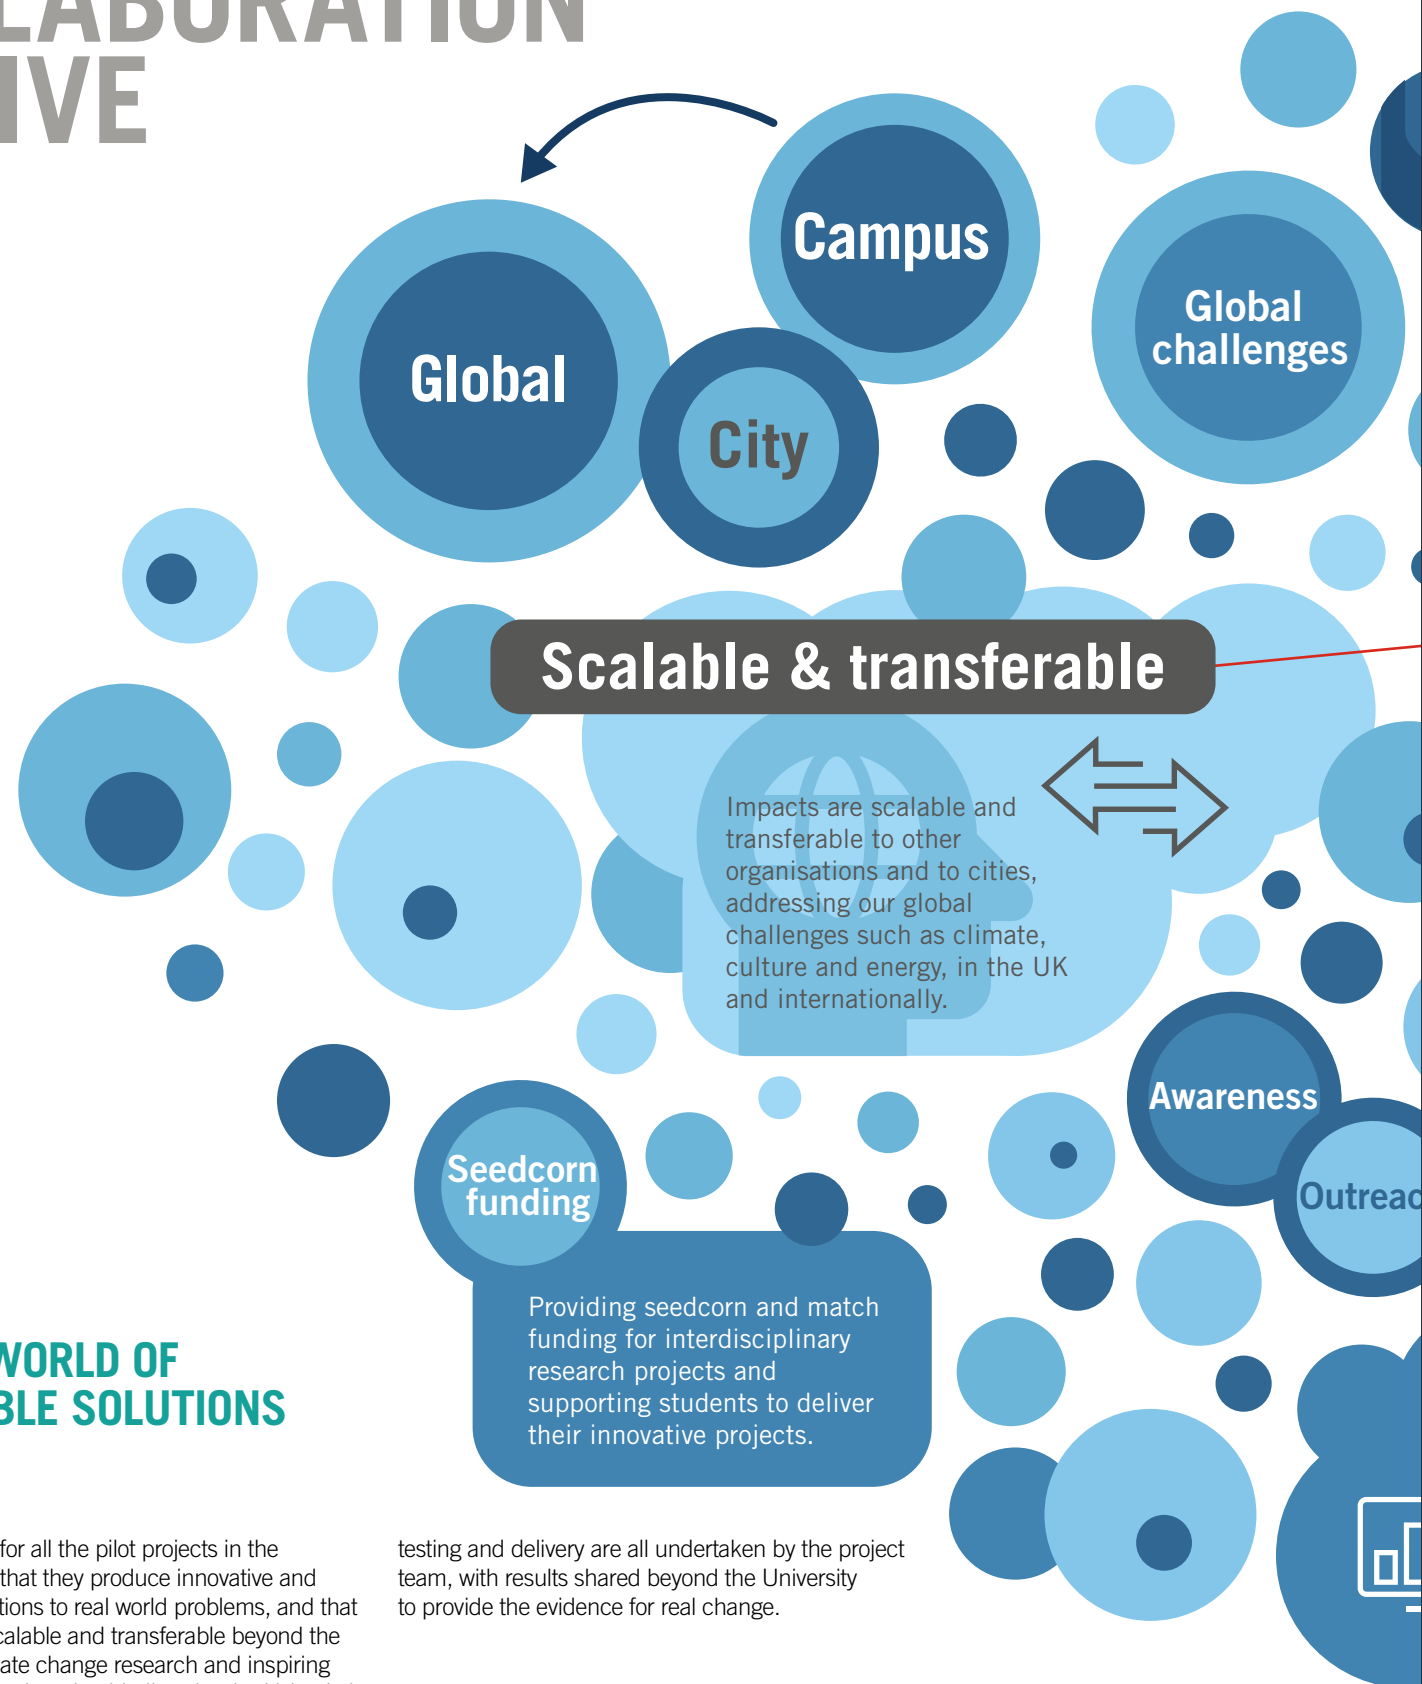 LABORATION
IVE
Campus
Global
City
Global
challenges
Scalable & transferable
Impacts are scalable and
transferable to other
organisations and to cities,
addressing our global
challenges such as climate,
culture and energy, in the UK
and internationally.
Awareness
Outreac
Seedcorn
funding
Providing seedcorn and match
funding for interdisciplinary
research projects and
supporting students to deliver
their innovative projects.
WORLD OF
BLE SOLUTIONS
for all the pilot projects in the
that they produce innovative and
tions to real world problems, and that
calable and transferable beyond the
ate change research and inspiring
testing and delivery are all undertaken by the project
team, with results shared beyond the University
to provide the evidence for real change.